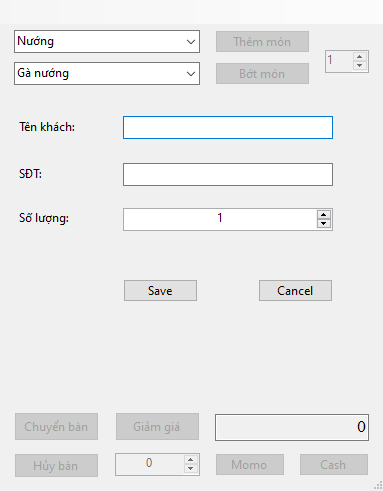 Nướng
Thêm món
1
Gà nướng
Bớt món
Tên khách:
SĐT:
Số lượng:
1
Save
Cancel
Chuyển bàn
Giảm giá
0
Hủy bàn
0
Momo
Cash